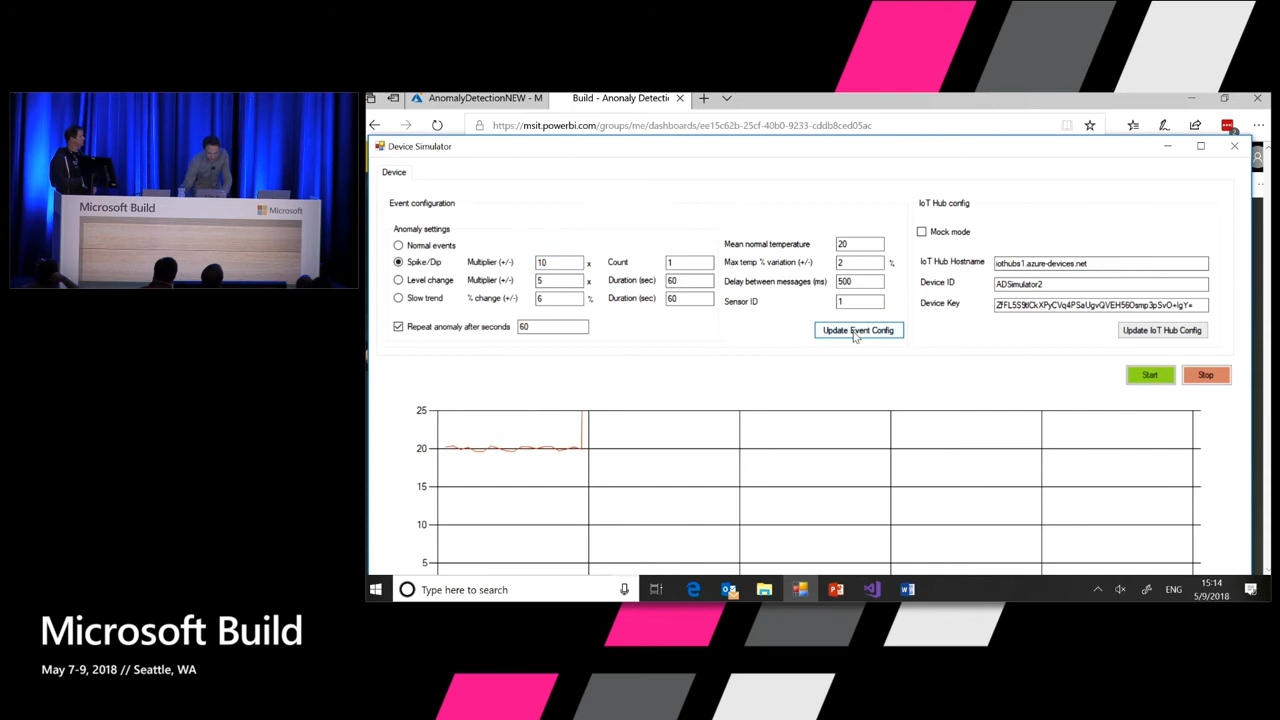 AnomalyDetectionNEW - M
Build - Anonaly Detecti
https://msit.powerbi.com/groups/me/dashboards/ee15c62b-25cf-40b0-9233-cddb8ced05ac
Device Simulator
Device
Event configuration
Anomaly settings
Normal events
Spike/Dip Multiplier (+/-) 10 x Count 1
Level change Multiplier (+/-) 5 x Duration (sec) 60
Slow trend % change (+/-) 6 % Duration (sec) 60
Repeat anomaly after seconds 60
Mean normal temperature 20
Max temp % variation (+/-) 2 %
Delay between messages (ms) 500
Sensor ID 1
Update Event Config
IoT Hub config
Mock mode
IoT Hub Hostname iothubs1.azure-devices.net
Device ID ADSimulator2
Device Key
Update IoT Hub Config
Start Stop
25
20
15
10
5
Type here to search
ENG
15:14
5/9/2018
Microsoft Build
Microsoft
Microsoft Build
May 7-9, 2018 // Seattle, WA